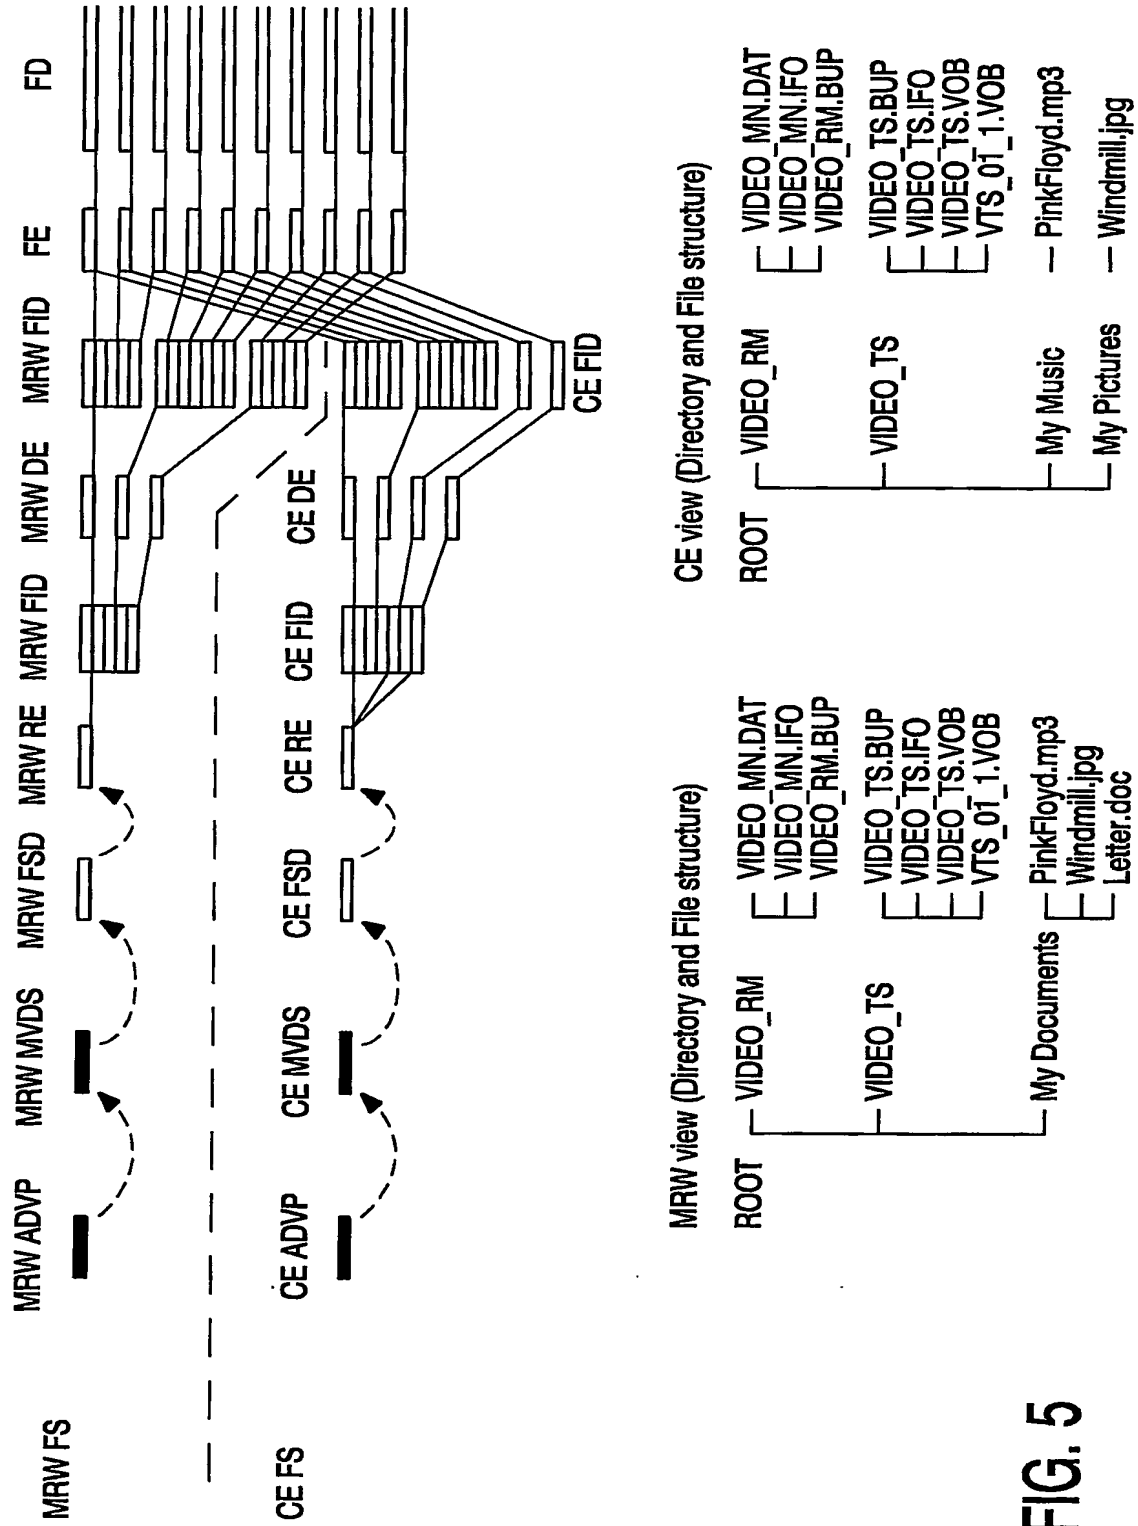 MRW FS
MRW ADVP MRW MVDS MRW FSD MRW RE MRW FID MRW DE MRW FID FE FD
CE FS
CE ADVP CE MVDS CE FSD CE RE CE FID CE DE
CE FID
MRW view (Directory and File structure)
ROOT
VIDEO_RM
VIDEO_MN.DAT
VIDEO_MN.IFO
VIDEO_RM.BUP
VIDEO_TS
VIDEO_TS.BUP
VIDEO_TS.IFO
VIDEO_TS.VOB
VTS_01_1.VOB
My Documents
PinkFloyd.mp3
Windmill.jpg
Letter.doc
CE view (Directory and File structure)
ROOT
VIDEO_RM
VIDEO_MN.DAT
VIDEO_MN.IFO
VIDEO_RM.BUP
VIDEO_TS
VIDEO_TS.BUP
VIDEO_TS.IFO
VIDEO_TS.VOB
VTS_01_1.VOB
My Music
PinkFloyd.mp3
My Pictures
Windmill.jpg
FIG. 5